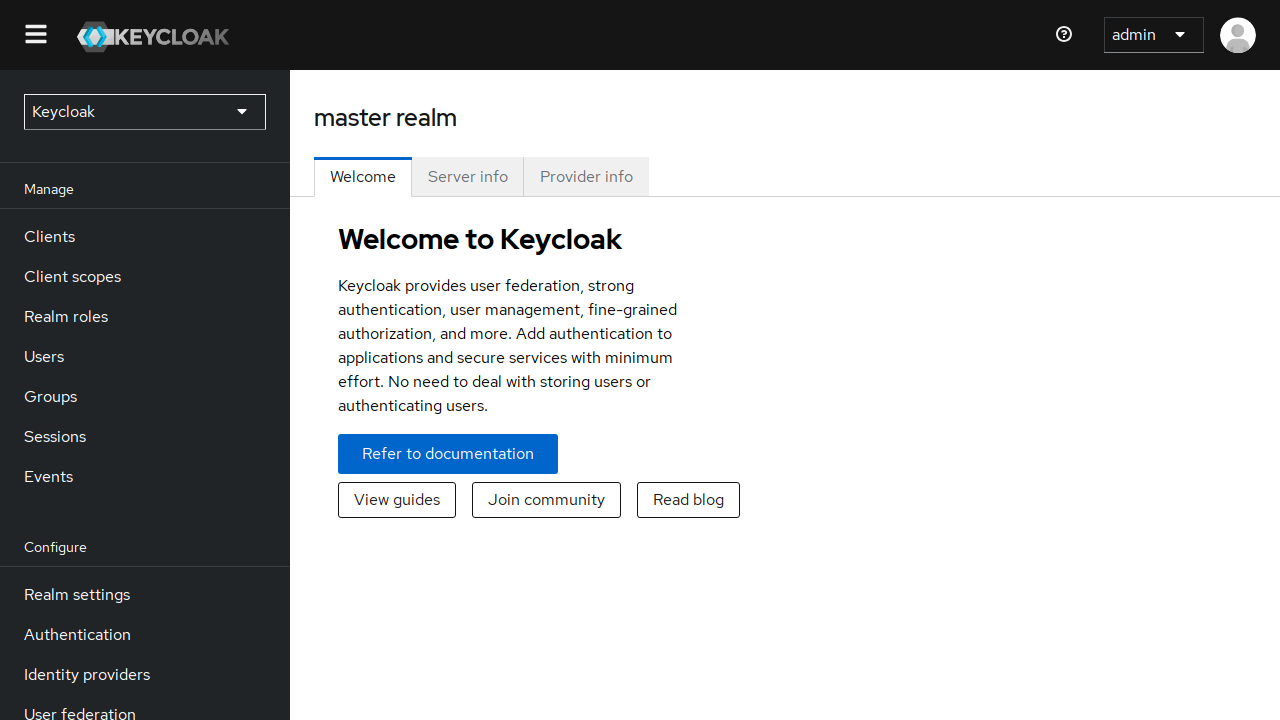 KEYCLOAK
admin
Keycloak
Manage
Clients
Client scopes
Realm roles
Users
Groups
Sessions
Events
Configure
Realm settings
Authentication
Identity providers
User federation
master realm
Welcome
Server info
Provider info
Welcome to Keycloak
Keycloak provides user federation, strong
authentication, user management, fine-grained
authorization, and more. Add authentication to
applications and secure services with minimum
effort. No need to deal with storing users or
authenticating users.
Refer to documentation
View guides
Join community
Read blog